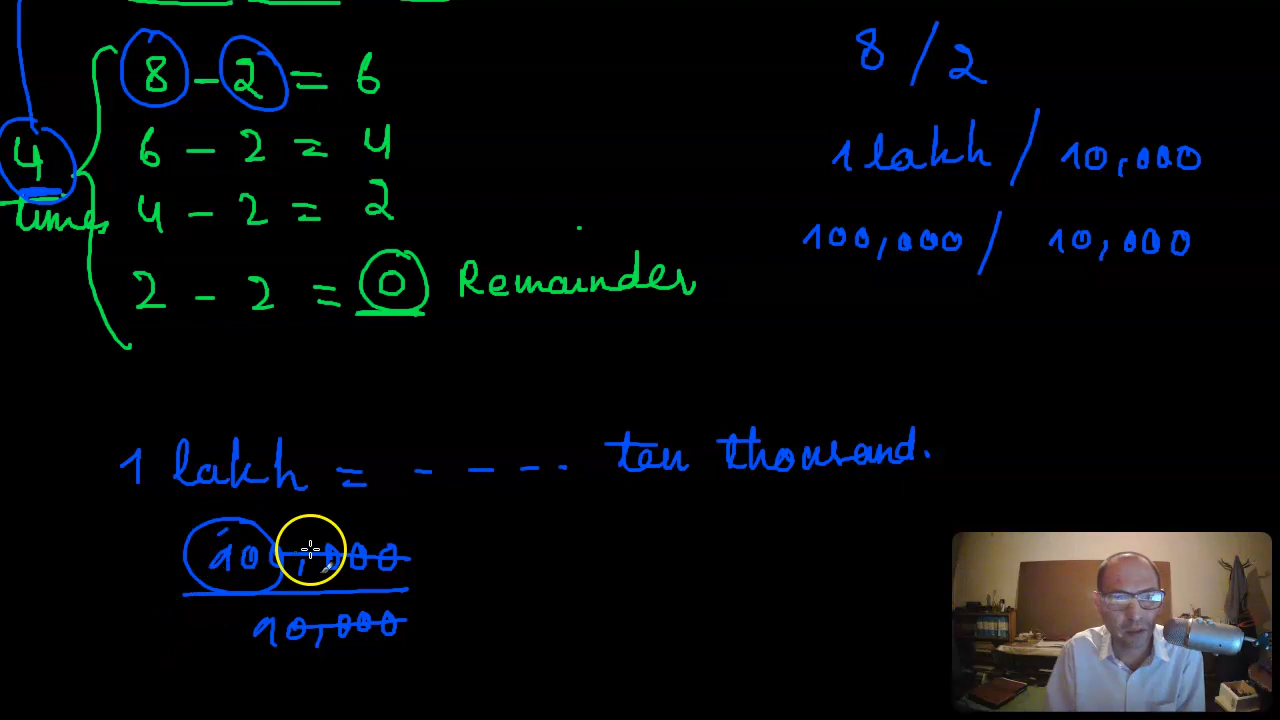 8 - 2 = 6
8 / 2
6 - 2 = 4
1 lakh / 10,000
4 times
4 - 2 = 2
100,000 / 10,000
2 - 2 = 0 Remainder
1 lakh = - - - - ten thousand.
100,000
10,000